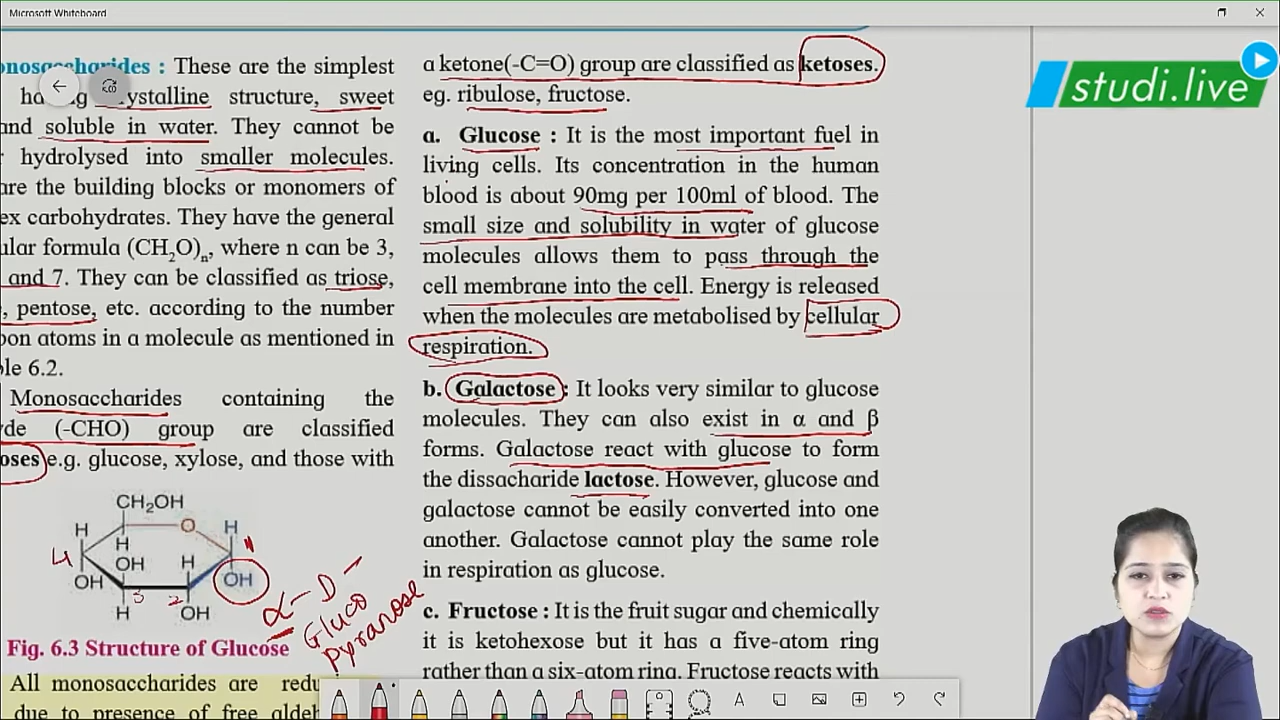 Microsoft Whiteboard
onosaccharides : These are the simplest
ystalline structure, sweet
and soluble in water. They cannot be
r hydrolysed into smaller molecules.
are the building blocks or monomers of
ex carbohydrates. They have the general
ular formula (CH₂O)ₙ, where n can be 3,
and 7. They can be classified as triose,
, pentose, etc. according to the number
bon atoms in a molecule as mentioned in
le 6.2.
Monosaccharides containing the
yde (-CHO) group are classified
oses e.g. glucose, xylose, and those with
CH₂OH
H O H
H
4 OH H 1
OH OH
3 2
H OH
α-D-
Gluco
pyranose
Fig. 6.3 Structure of Glucose
All monosaccharides are redu
due to presence of free aldeh
a ketone(-C=O) group are classified as ketoses.
eg. ribulose, fructose.
a. Glucose : It is the most important fuel in
living cells. Its concentration in the human
blood is about 90mg per 100ml of blood. The
small size and solubility in water of glucose
molecules allows them to pass through the
cell membrane into the cell. Energy is released
when the molecules are metabolised by cellular
respiration.
b. Galactose : It looks very similar to glucose
molecules. They can also exist in α and β
forms. Galactose react with glucose to form
the dissacharide lactose. However, glucose and
galactose cannot be easily converted into one
another. Galactose cannot play the same role
in respiration as glucose.
c. Fructose : It is the fruit sugar and chemically
it is ketohexose but it has a five-atom ring
rather than a six-atom ring. Fructose reacts with
studi.live